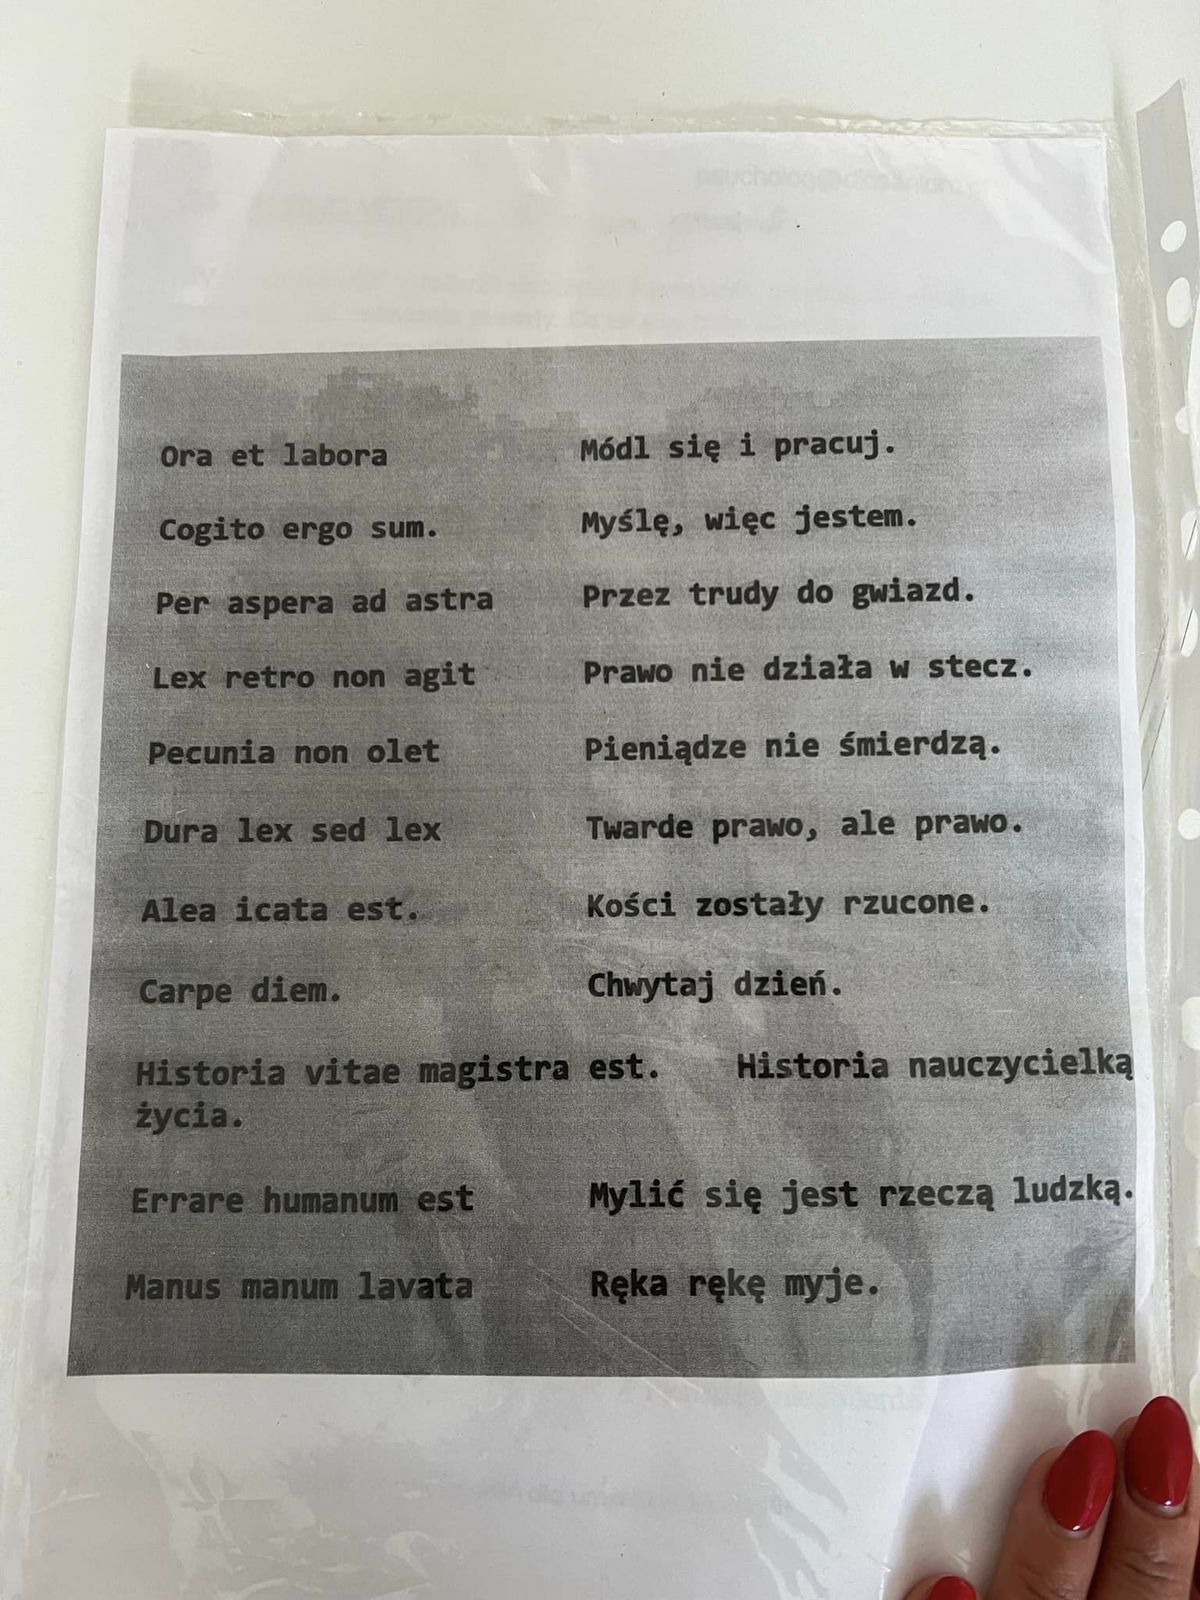 Ora et labora Módl się i pracuj.
Cogito ergo sum. Myślę, więc jestem.
Per aspera ad astra Przez trudy do gwiazd.
Lex retro non agit Prawo nie działa w stecz.
Pecunia non olet Pieniądze nie śmierdzą.
Dura lex sed lex Twarde prawo, ale prawo.
Alea icata est. Kości zostały rzucone.
Carpe diem. Chwytaj dzień.
Historia vitae magistra est. Historia nauczycielką
życia.
Errare humanum est Mylić się jest rzeczą ludzką.
Manus manum lavata Ręka rękę myje.